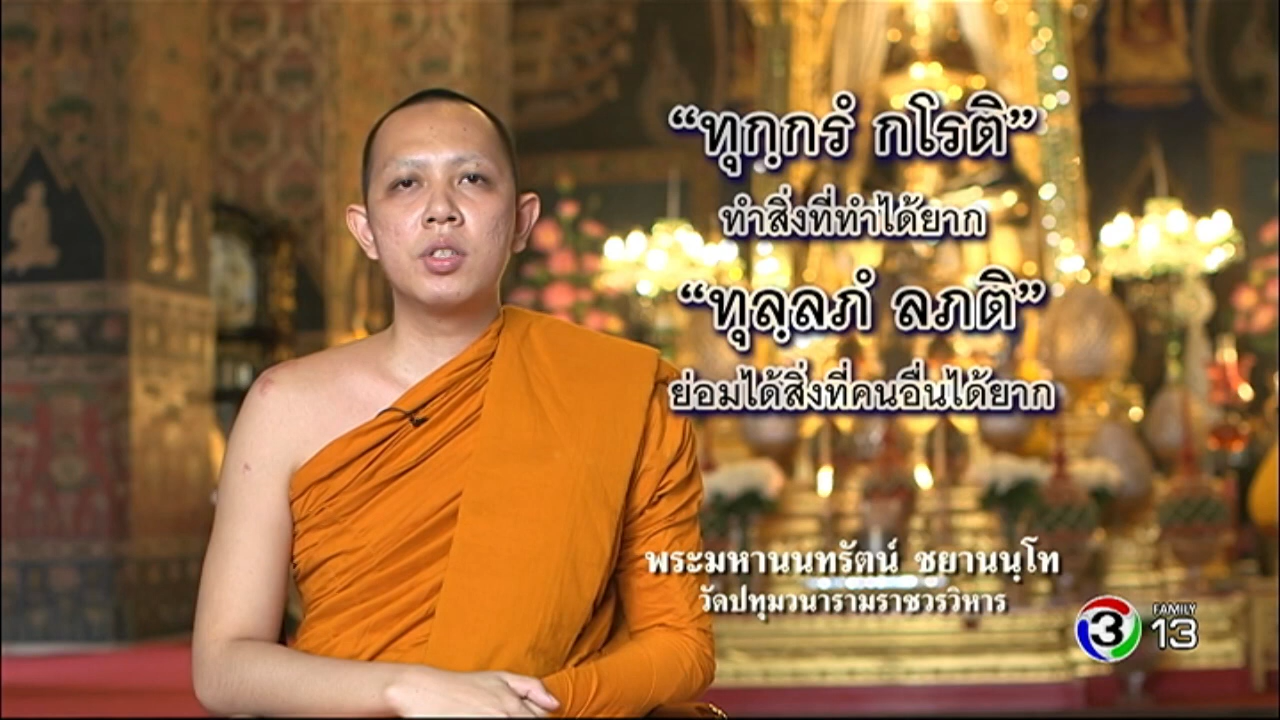 “ทุกฺกรํ กโรติ”
ทำสิ่งที่ทำได้ยาก
“ทุลฺลภํ ลภติ”
ย่อมได้สิ่งที่คนอื่นได้ยาก
พระมหานนทรัตน์ ชยานนฺโท
วัดปทุมวนารามราชวรวิหาร
3 FAMILY 13